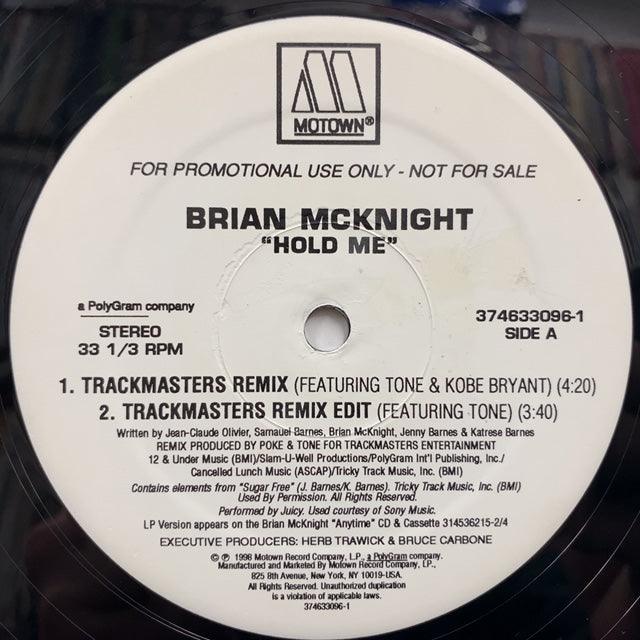 MOTOWN®
FOR PROMOTIONAL USE ONLY - NOT FOR SALE
BRIAN MCKNIGHT
"HOLD ME"
a PolyGram company
STEREO
33 1/3 RPM
374633096-1
SIDE A
1. TRACKMASTERS REMIX (FEATURING TONE & KOBE BRYANT) (4:20)
2. TRACKMASTERS REMIX EDIT (FEATURING TONE) (3:40)
Written by Jean-Claude Olivier, Samauel Barnes, Brian McKnight, Jenny Barnes & Katrese Barnes
REMIX PRODUCED BY POKE & TONE FOR TRACKMASTERS ENTERTAINMENT
12 & Under Music (BMI)/Slam-U-Well Productions/PolyGram Int'l Publishing, Inc./
Cancelled Lunch Music (ASCAP)/Tricky Track Music, Inc. (BMI)
Contains elements from "Sugar Free" (J. Barnes/K. Barnes). Tricky Track Music, Inc. (BMI)
Used By Permission. All Rights Reserved.
Performed by Juicy. Used courtesy of Sony Music.
LP Version appears on the Brian McKnight "Anytime" CD & Cassette 314536215-2/4
EXECUTIVE PRODUCERS: HERB TRAWICK & BRUCE CARBONE
© ℗ 1998 Motown Record Company, L.P., a PolyGram company.
Manufactured and Marketed By Motown Record Company, L.P.,
825 8th Avenue, New York, NY 10019-USA.
All Rights Reserved. Unauthorized duplication
is a violation of applicable laws.
374633096-1